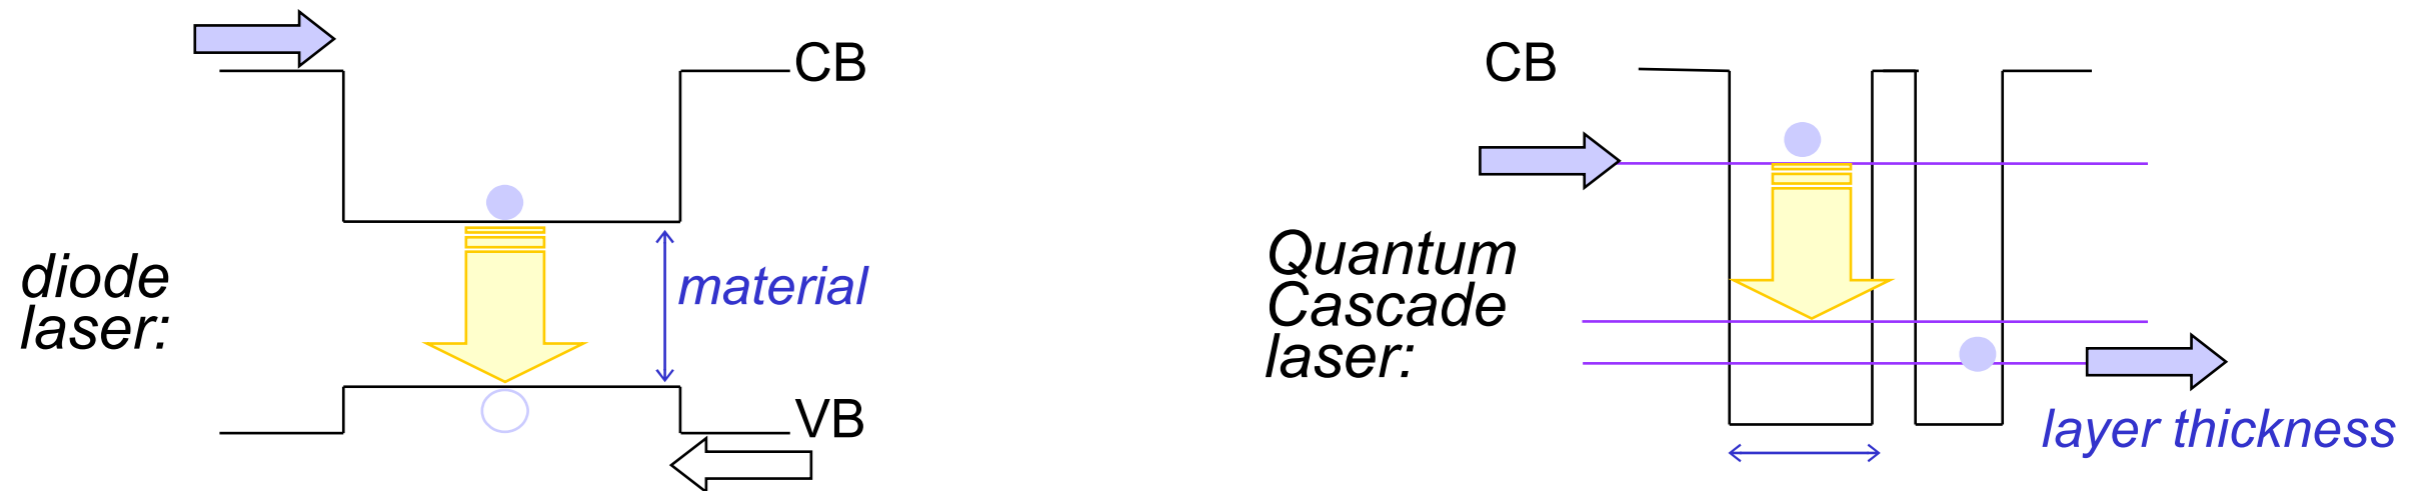 CB
diode
laser:
material
VB
CB
Quantum
Cascade
laser:
layer thickness